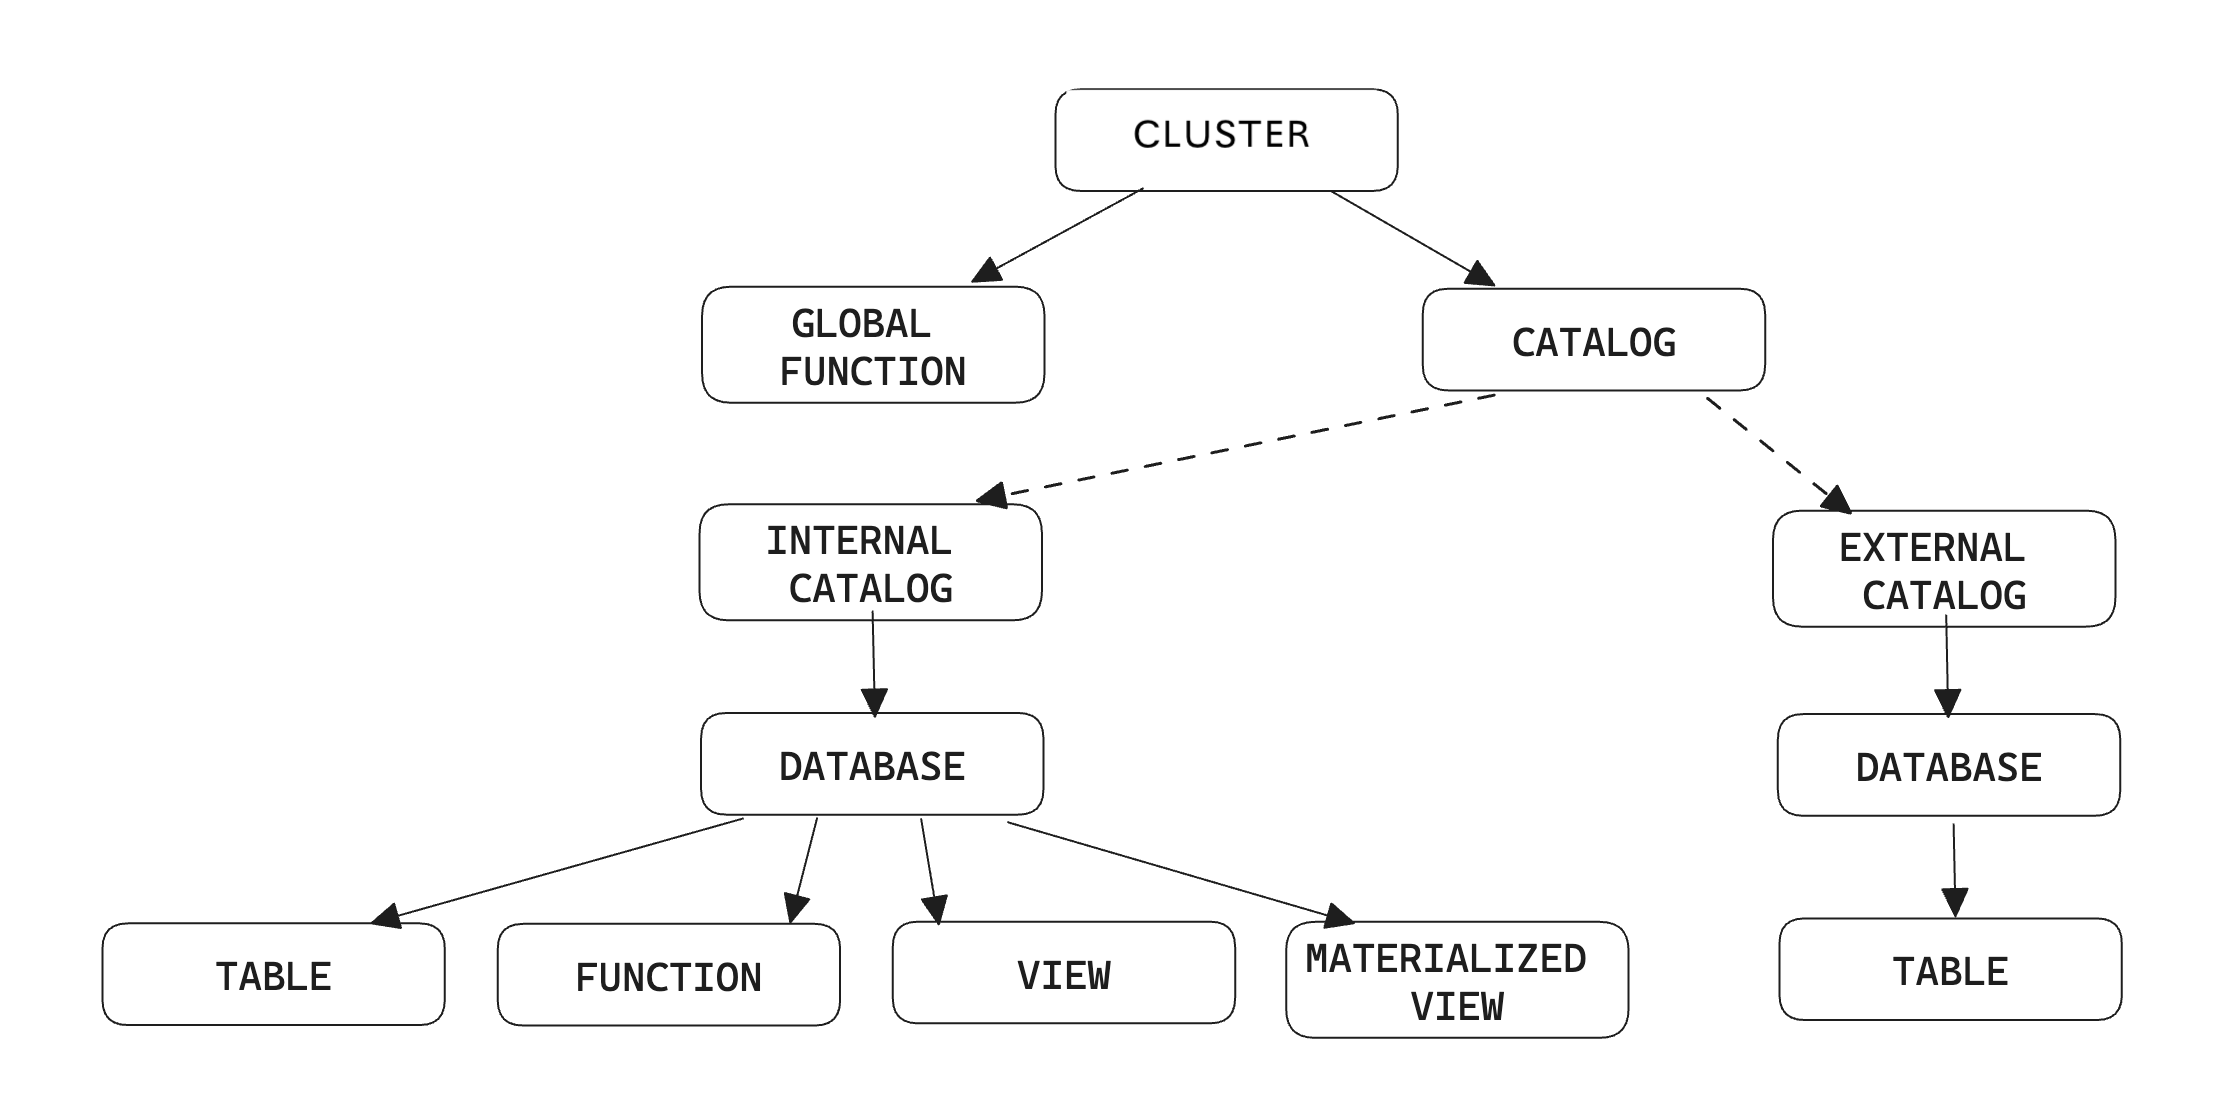 CLUSTER
GLOBAL
FUNCTION
CATALOG
INTERNAL
CATALOG
EXTERNAL
CATALOG
DATABASE
DATABASE
TABLE
FUNCTION
VIEW
MATERIALIZED
VIEW
TABLE